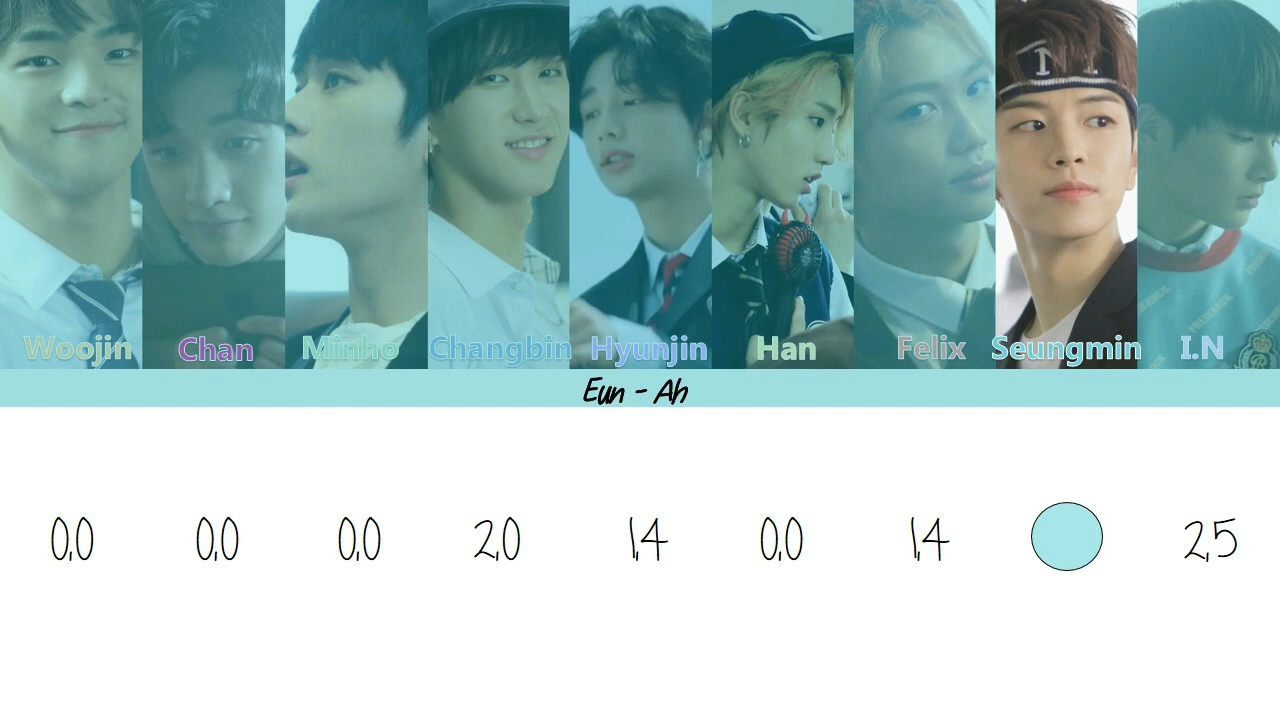 Woojin Chan Minho Changbin Hyunjin Han Felix Seungmin I.N
Eun - Ah
0,0 0,0 0,0 2,0 1,4 0,0 1,4 2,5